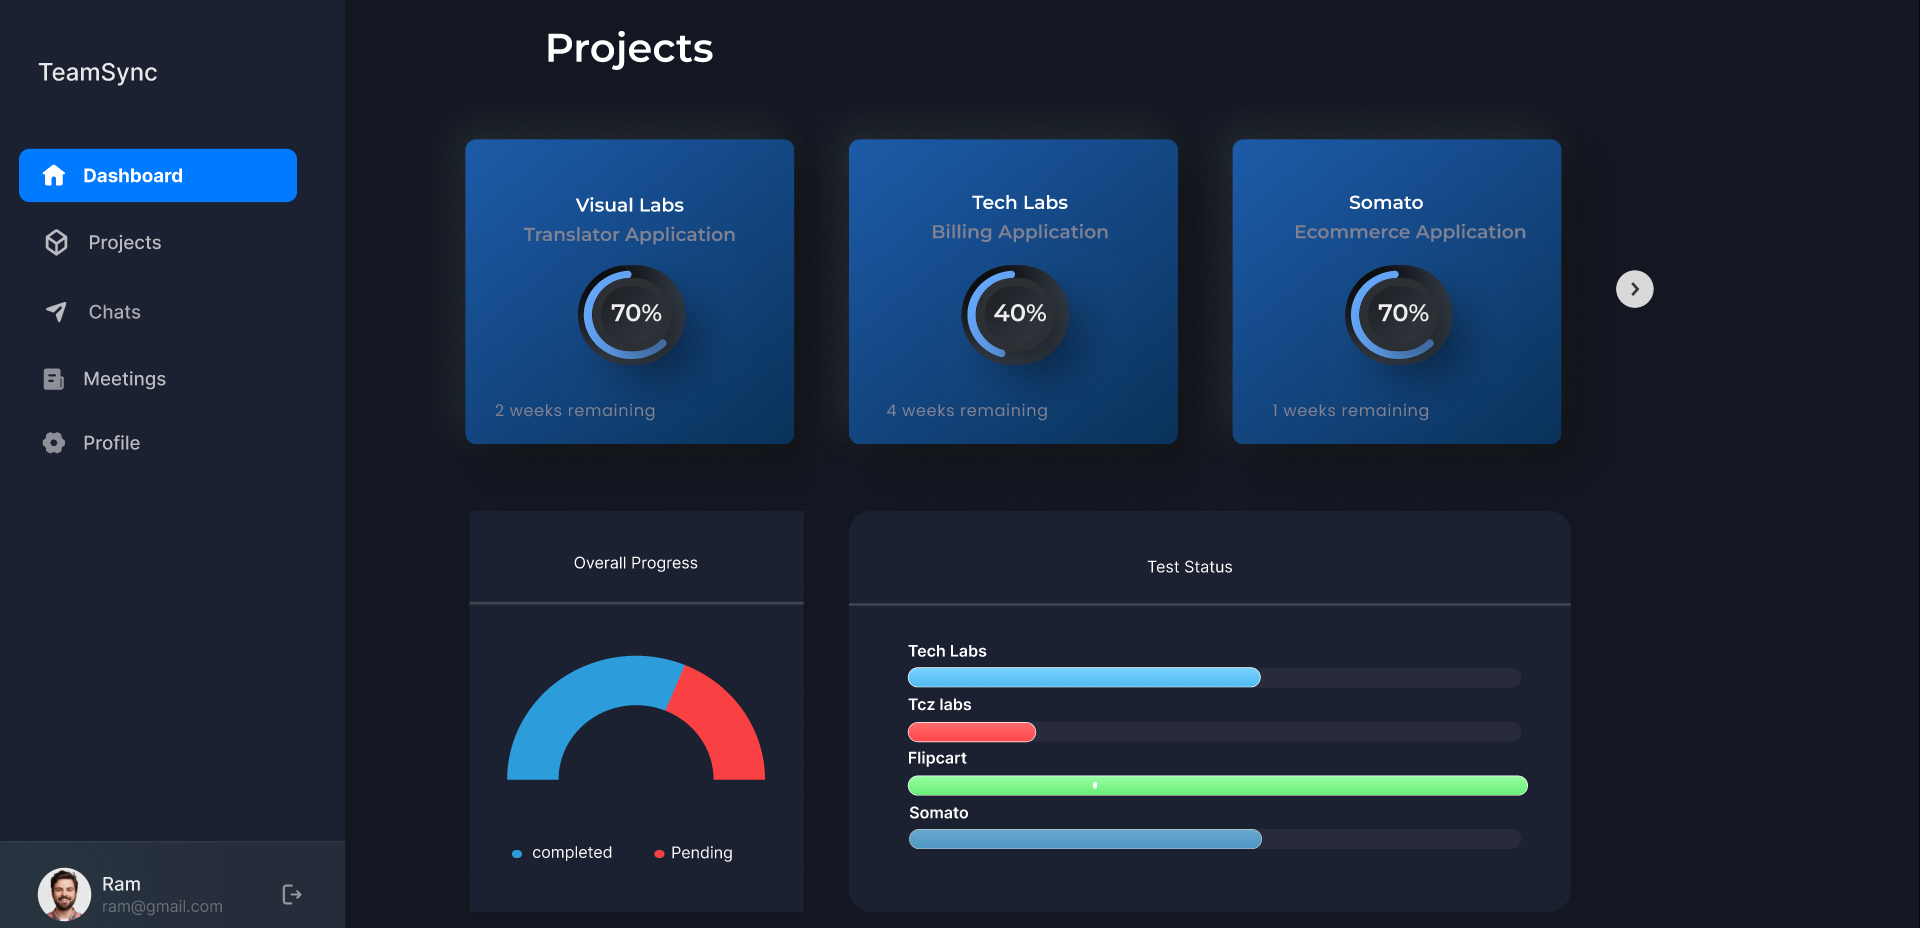 TeamSync
Dashboard
Projects
Chats
Meetings
Profile
Ram
ram@gmail.com
Projects
Visual Labs
Translator Application
70%
2 weeks remaining
Tech Labs
Billing Application
40%
4 weeks remaining
Somato
Ecommerce Application
70%
1 weeks remaining
Overall Progress
completed
Pending
Test Status
Tech Labs
Tcz labs
Flipcart
Somato